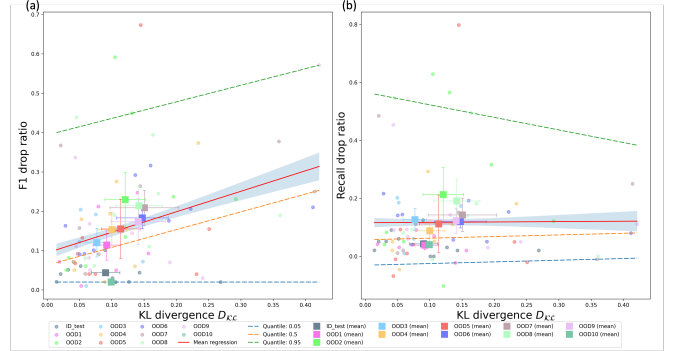 (a)
(b)
F1 drop ratio
0.7
0.6
0.5
0.4
0.3
0.2
0.1
0.0
0.00 0.05 0.10 0.15 0.20 0.25 0.30 0.35 0.40
KL divergence D_KC
Recall drop ratio
0.6
0.4
0.2
0.0
0.00 0.05 0.10 0.15 0.20 0.25 0.30 0.35 0.40
KL divergence D_KC
ID_test OOD3 OOD6 OOD9 Quantile: 0.05 ID_test (mean) OOD3 (mean) OOD5 (mean) OOD7 (mean) OOD9 (mean)
OOD1 OOD4 OOD7 OOD10 Quantile: 0.5 OOD1 (mean) OOD4 (mean) OOD6 (mean) OOD8 (mean) OOD10 (mean)
OOD2 OOD5 OOD8 Mean regression Quantile: 0.95 OOD2 (mean)